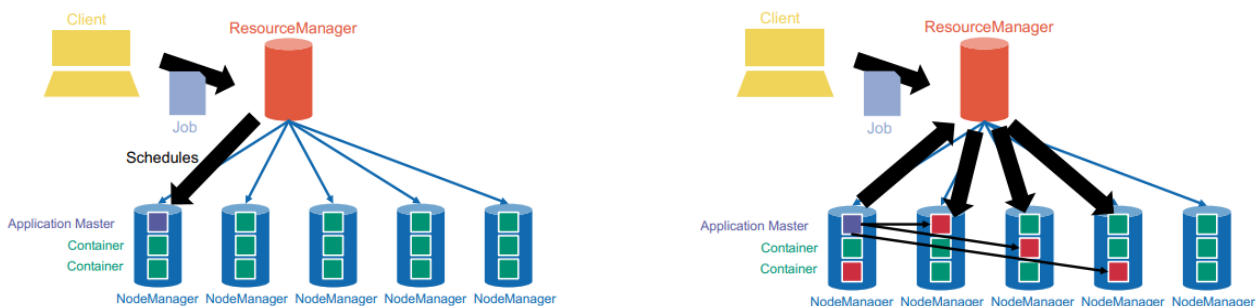 Client
ResourceManager
Job
Schedules
Application Master
Container
Container
NodeManager NodeManager NodeManager NodeManager NodeManager
Client
ResourceManager
Job
Application Master
Container
Container
NodeManager NodeManager NodeManager NodeManager NodeManager